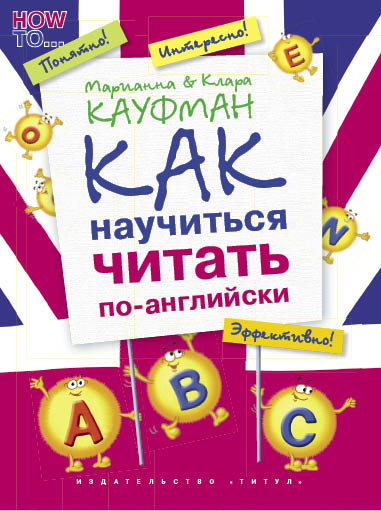 HOW
TO...
Понятно!
Интересно!
Марианна & Клара
КАУФМАН
E
O
N
КАК
научиться
читать
по-английски
Эффективно!
A
B
C
ИЗДАТЕЛЬСТВО «ТИТУЛ»